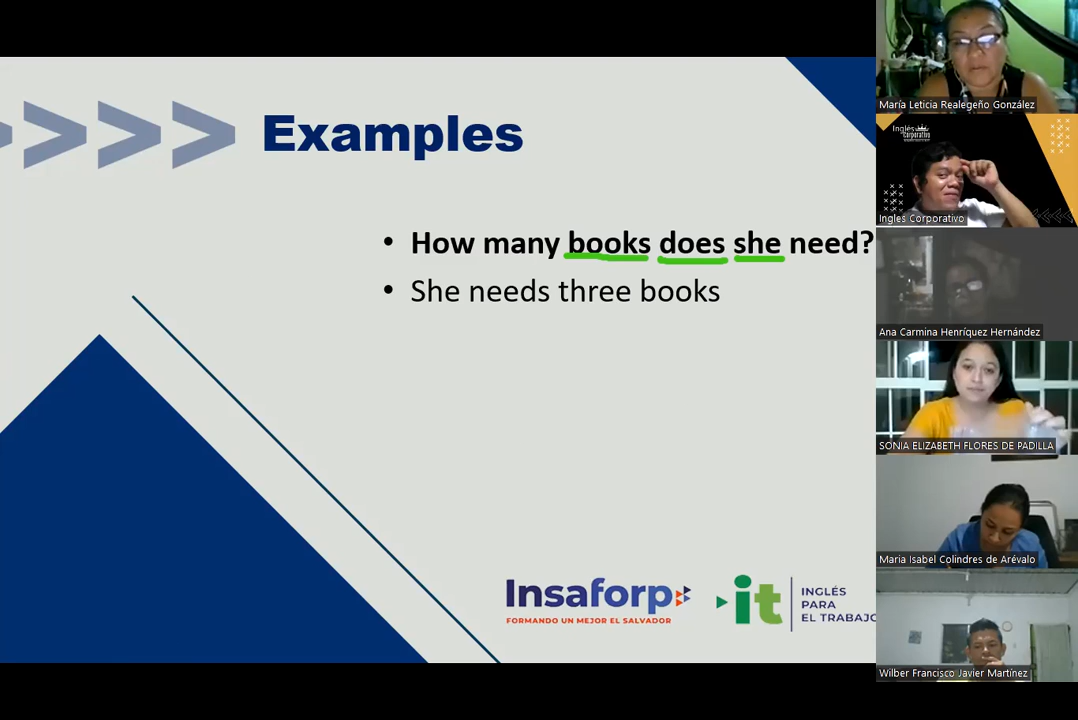 Examples
• How many books does she need?
• She needs three books
Insaforp
FORMANDO UN MEJOR EL SALVADOR
it
INGLÉS
PARA
EL TRABAJO
María Leticia Realegeño González
Inglés
Corporativo
Ingles Corporativo
Ana Carmina Henríquez Hernández
SONIA ELIZABETH FLORES DE PADILLA
Maria Isabel Colindres de Arévalo
Wilber Francisco Javier Martínez